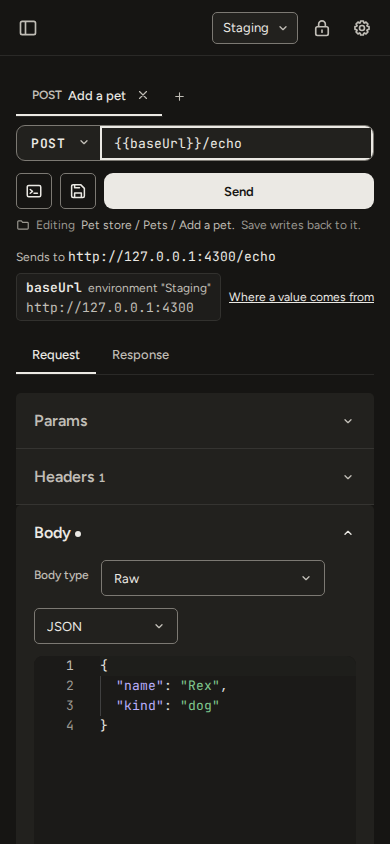 Staging
POST Add a pet
POST {{baseUrl}}/echo
Send
Editing Pet store / Pets / Add a pet. Save writes back to it.
Sends to http://127.0.0.1:4300/echo
baseUrl environment "Staging"
http://127.0.0.1:4300
Where a value comes from
Request Response
Params
Headers 1
Body
Body type Raw
JSON
1 {
2 "name": "Rex",
3 "kind": "dog"
4 }